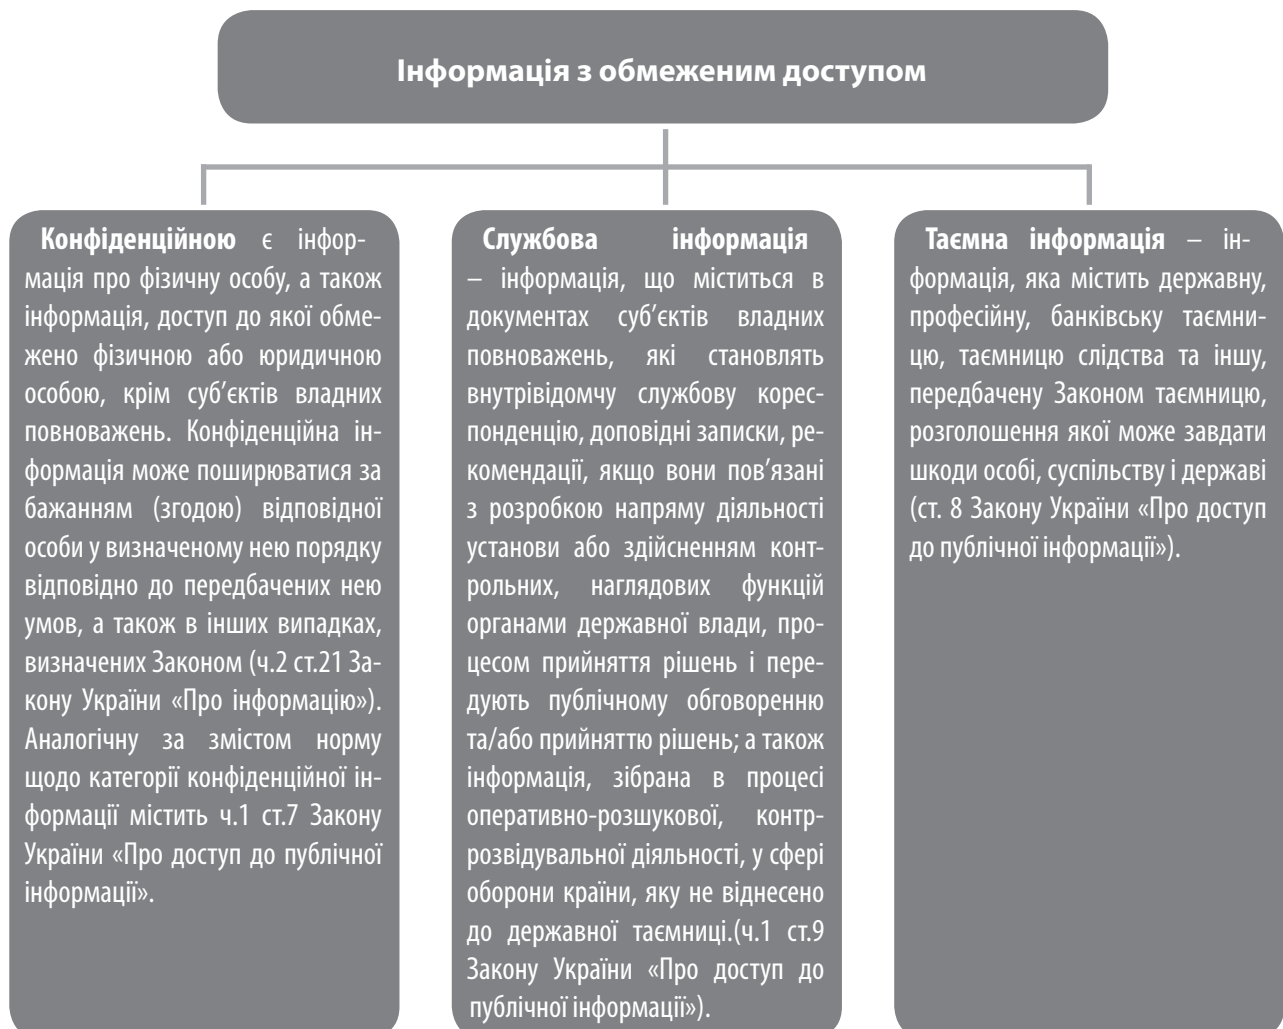 Інформація з обмеженим доступом
Конфіденційною є інфор-
мація про фізичну особу, а також
інформація, доступ до якої обме-
жено фізичною або юридичною
особою, крім суб’єктів владних
повноважень. Конфіденційна ін-
формація може поширюватися за
бажанням (згодою) відповідної
особи у визначеному нею порядку
відповідно до передбачених нею
умов, а також в інших випадках,
визначених Законом (ч.2 ст.21 За-
кону України «Про інформацію»).
Аналогічну за змістом норму
щодо категорії конфіденційної ін-
формації містить ч.1 ст.7 Закону
України «Про доступ до публічної
інформації».
Службова інформація
– інформація, що міститься в
документах суб’єктів владних
повноважень, які становлять
внутрівідомчу службову корес-
понденцію, доповідні записки, ре-
комендації, якщо вони пов’язані
з розробкою напряму діяльності
установи або здійсненням конт-
рольних, наглядових функцій
органами державної влади, про-
цесом прийняття рішень і пере-
дують публічному обговоренню
та/або прийняттю рішень; а також
інформація, зібрана в процесі
оперативно-розшукової, контр-
розвідувальної діяльності, у сфері
оборони країни, яку не віднесено
до державної таємниці.(ч.1 ст.9
Закону України «Про доступ до
публічної інформації»).
Таємна інформація – ін-
формація, яка містить державну,
професійну, банківську таємни-
цю, таємницю слідства та іншу,
передбачену Законом таємницю,
розголошення якої може завдати
шкоди особі, суспільству і державі
(ст. 8 Закону України «Про доступ
до публічної інформації»).